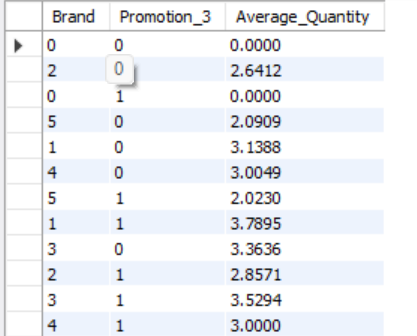 Brand Promotion_3 Average_Quantity
0 0 0.0000
2 0 2.6412
0 1 0.0000
5 0 2.0909
1 0 3.1388
4 0 3.0049
5 1 2.0230
1 1 3.7895
3 0 3.3636
2 1 2.8571
3 1 3.5294
4 1 3.0000